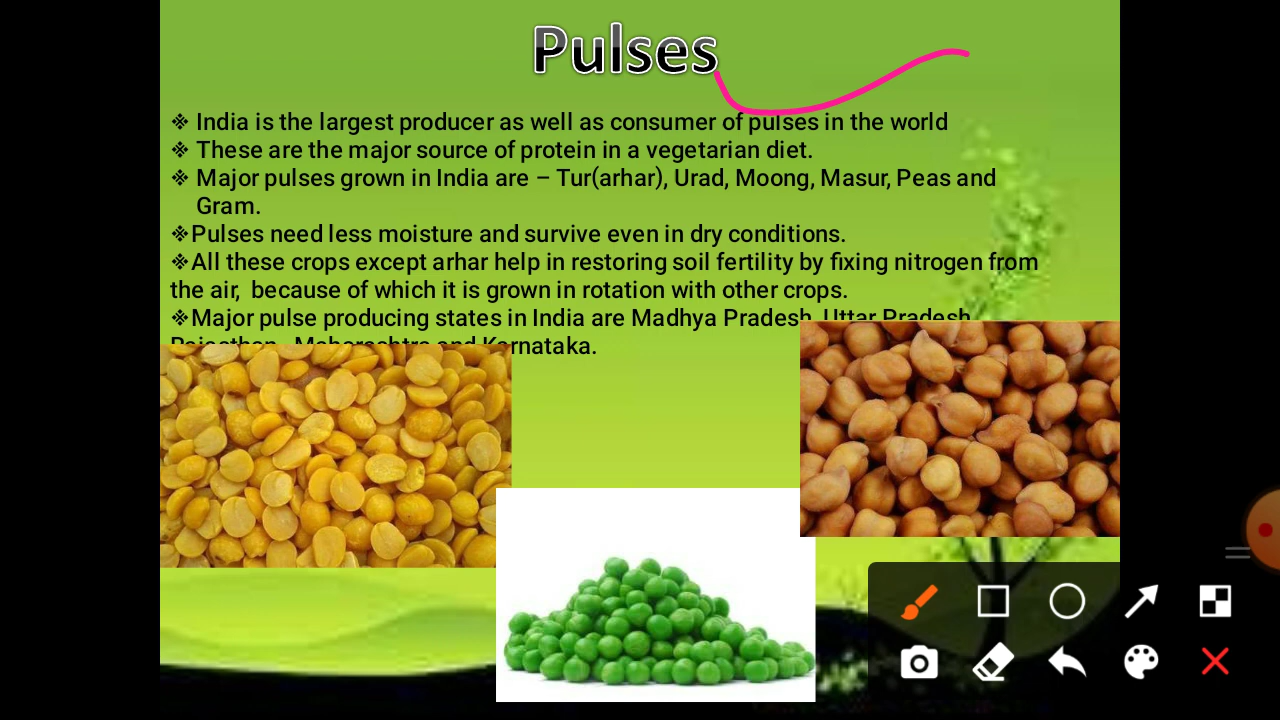 Pulses
❖ India is the largest producer as well as consumer of pulses in the world
❖ These are the major source of protein in a vegetarian diet.
❖ Major pulses grown in India are – Tur(arhar), Urad, Moong, Masur, Peas and
Gram.
❖Pulses need less moisture and survive even in dry conditions.
❖All these crops except arhar help in restoring soil fertility by fixing nitrogen from
the air, because of which it is grown in rotation with other crops.
❖Major pulse producing states in India are Madhya Pradesh, Uttar Pradesh
Rajasthan, Maharashtra and Karnataka.